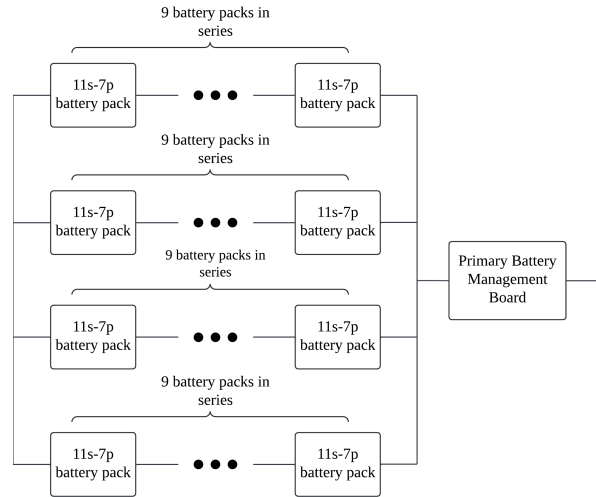 9 battery packs in
series
11s-7p
battery pack
11s-7p
battery pack
9 battery packs in
series
11s-7p
battery pack
11s-7p
battery pack
9 battery packs in
series
11s-7p
battery pack
11s-7p
battery pack
9 battery packs in
series
11s-7p
battery pack
11s-7p
battery pack
Primary Battery
Management
Board